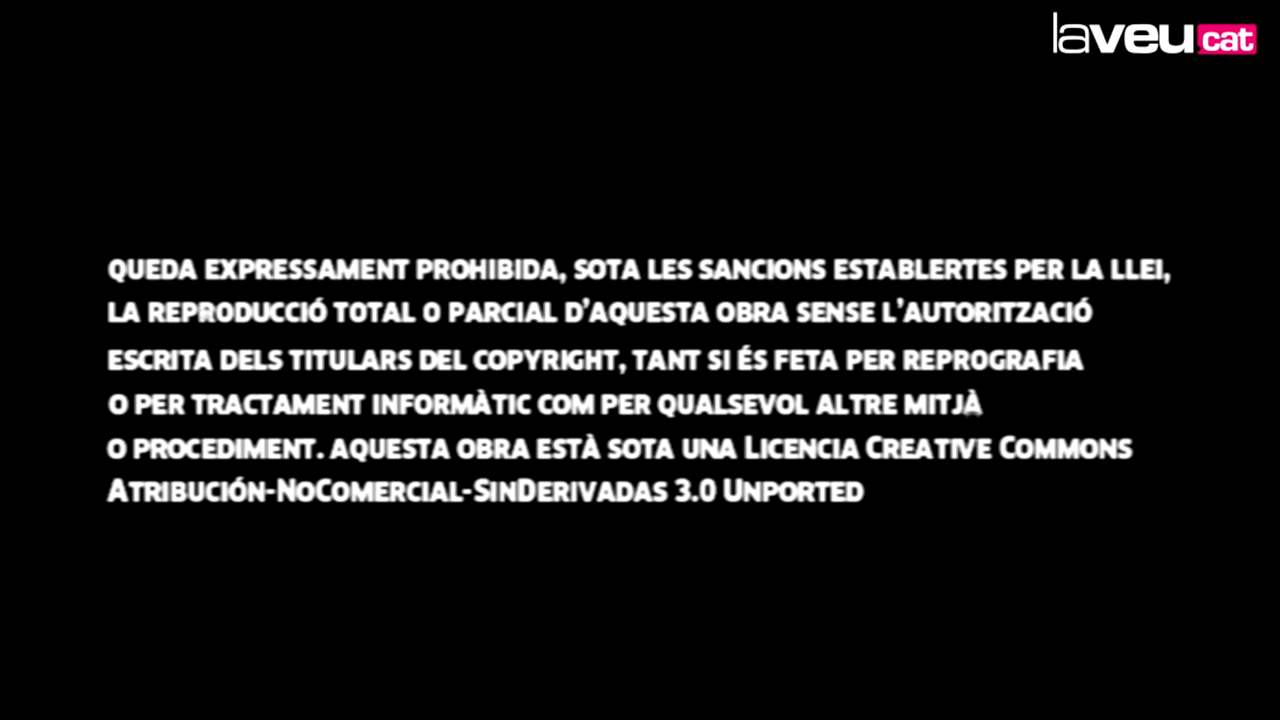 laveu cat
QUEDA EXPRESSAMENT PROHIBIDA, SOTA LES SANCIONS ESTABLERTES PER LA LLEI,
LA REPRODUCCIÓ TOTAL O PARCIAL D'AQUESTA OBRA SENSE L'AUTORITZACIÓ
ESCRITA DELS TITULARS DEL COPYRIGHT, TANT SI ÉS FETA PER REPROGRAFIA
O PER TRACTAMENT INFORMÀTIC COM PER QUALSEVOL ALTRE MITJÀ
O PROCEDIMENT. AQUESTA OBRA ESTÀ SOTA UNA LICENCIA CREATIVE COMMONS
ATRIBUCIÓN-NOCOMERCIAL-SINDERIVADAS 3.0 UNPORTED